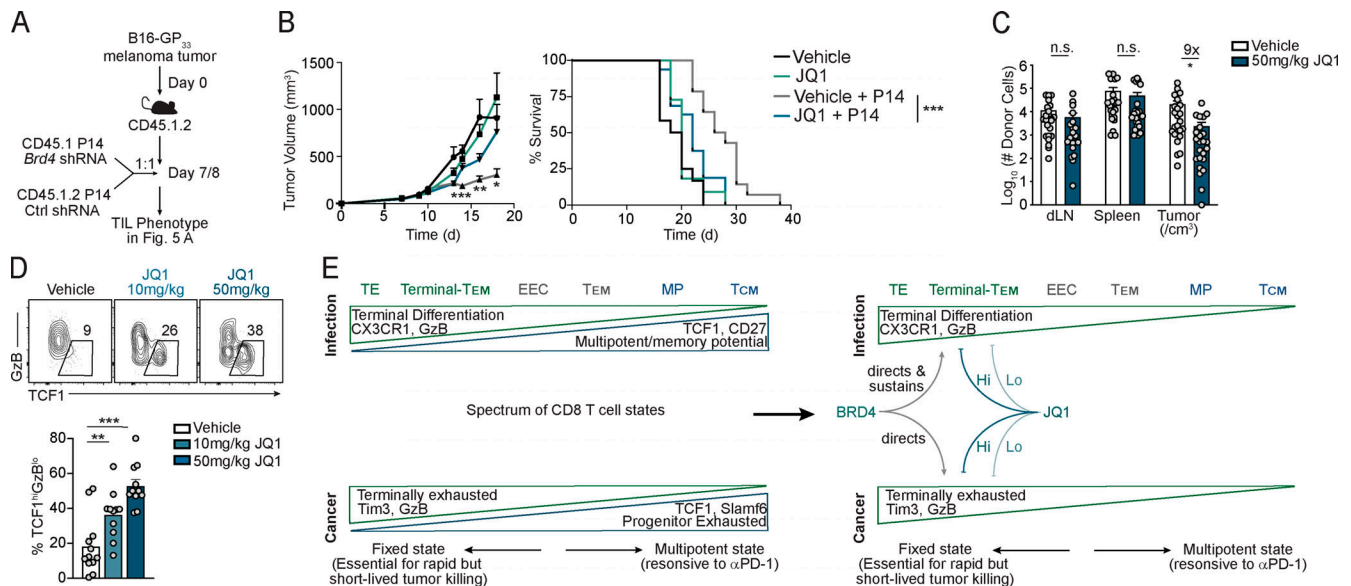 A
B16-GP33
melanoma tumor
Day 0
CD45.1.2
CD45.1 P14
Brd4 shRNA
1:1
Day 7/8
CD45.1.2 P14
Ctrl shRNA
TIL Phenotype
in Fig. 5 A
B
Tumor Volume (mm3)
1500
1000
500
0
***
**
*
0
5
10
15
20
Time (d)
% Survival
100
80
60
40
20
0
0
10
20
30
40
Time (d)
Vehicle
JQ1
Vehicle + P14
JQ1 + P14
***
C
Vehicle
50mg/kg JQ1
n.s.
n.s.
9x
*
Log10 (# Donor Cells)
6
5
4
3
2
1
0
dLN
Spleen
Tumor
(/cm3)
D
Vehicle
JQ1
10mg/kg
JQ1
50mg/kg
9
26
38
GzB
TCF1
***
**
Vehicle
10mg/kg JQ1
50mg/kg JQ1
% TCF1hiGzBlo
80
60
40
20
0
E
TE
Terminal-TEM
EEC
TEM
MP
TCM
Infection
Terminal Differentiation
CX3CR1, GzB
TCF1, CD27
Multipotent/memory potential
Spectrum of CD8 T cell states
Cancer
Terminally exhausted
Tim3, GzB
TCF1, Slamf6
Progenitor Exhausted
Fixed state
(Essential for rapid but
short-lived tumor killing)
Multipotent state
(resonsive to αPD-1)
TE
Terminal-TEM
EEC
TEM
MP
TCM
Infection
Terminal Differentiation
CX3CR1, GzB
directs &
sustains
Hi
Lo
BRD4
JQ1
directs
Hi
Lo
Cancer
Terminally exhausted
Tim3, GzB
Fixed state
(Essential for rapid but
short-lived tumor killing)
Multipotent state
(resonsive to αPD-1)